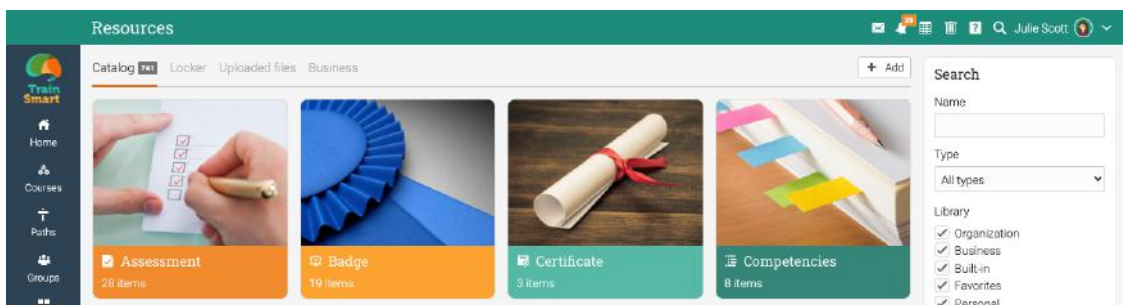 Resources
29
Julie Scott
Train
Smart
Home
Courses
Paths
Groups
Catalog 741 Locker Uploaded files Business
+ Add
Assessment
28 items
Badge
19 items
Certificate
3 items
Competencies
8 items
Search
Name
Type
All types
Library
Organization
Business
Built-in
Favorites
Personal